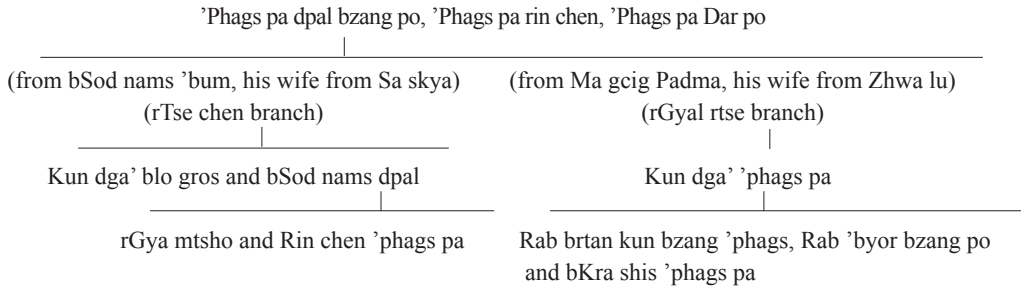 ’Phags pa dpal bzang po, ’Phags pa rin chen, ’Phags pa Dar po
(from bSod nams ’bum, his wife from Sa skya)
(rTse chen branch)
(from Ma gcig Padma, his wife from Zhwa lu)
(rGyal rtse branch)
Kun dga’ blo gros and bSod nams dpal
Kun dga’ ’phags pa
rGya mtsho and Rin chen ’phags pa
Rab brtan kun bzang ’phags, Rab ’byor bzang po
and bKra shis ’phags pa